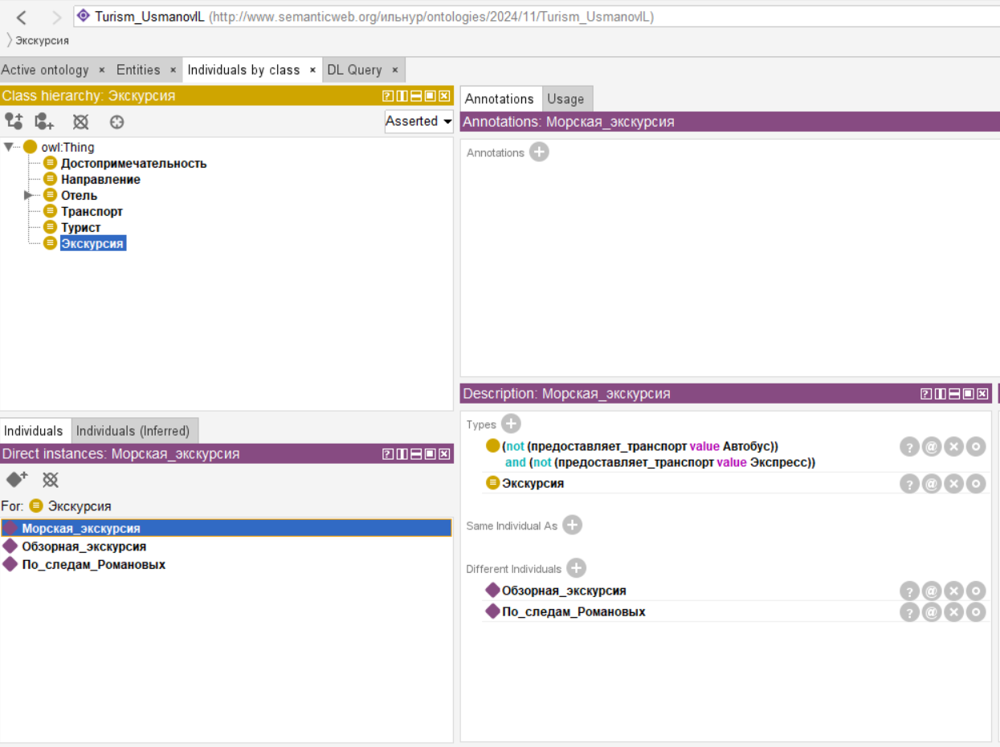 Turism_UsmanovIL (http://www.semanticweb.org/ильнур/ontologies/2024/11/Turism_UsmanovIL)
Экскурсия
Active ontology × Entities × Individuals by class × DL Query ×
Class hierarchy: Экскурсия
Asserted
owl:Thing
Достопримечательность
Направление
Отель
Транспорт
Турист
Экскурсия
Annotations Usage
Annotations: Морская_экскурсия
Annotations
Individuals Individuals (Inferred)
Direct instances: Морская_экскурсия
For: Экскурсия
Морская_экскурсия
Обзорная_экскурсия
По_следам_Романовых
Description: Морская_экскурсия
Types
(not (предоставляет_транспорт value Автобус))
and (not (предоставляет_транспорт value Экспресс))
Экскурсия
Same Individual As
Different Individuals
Обзорная_экскурсия
По_следам_Романовых